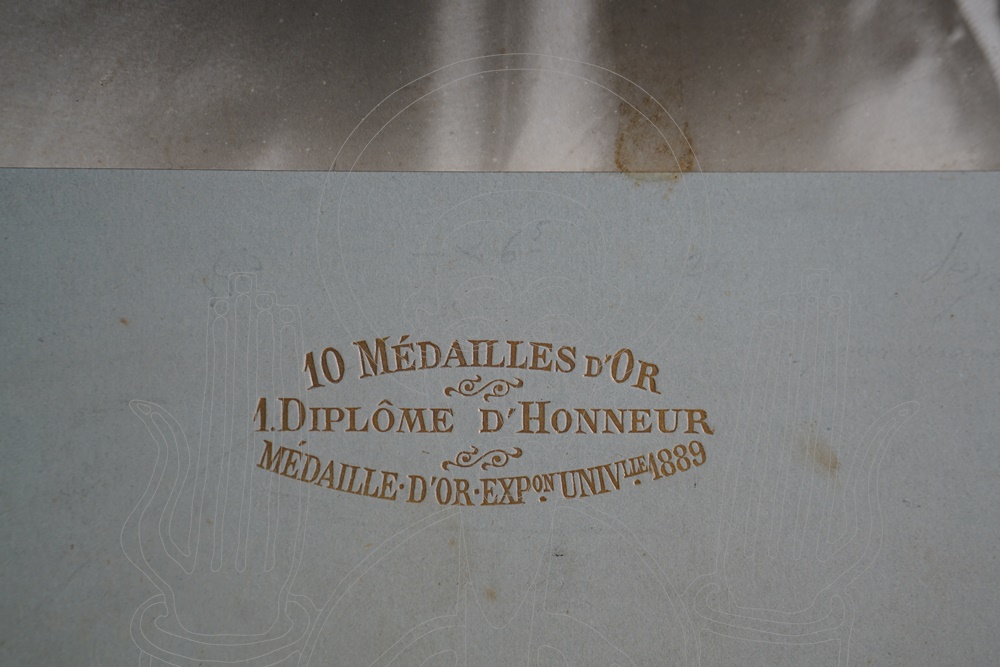 10 MÉDAILLES D'OR
1. DIPLÔME D'HONNEUR
MÉDAILLE·D'OR·EXPON UNIVLLE 1889